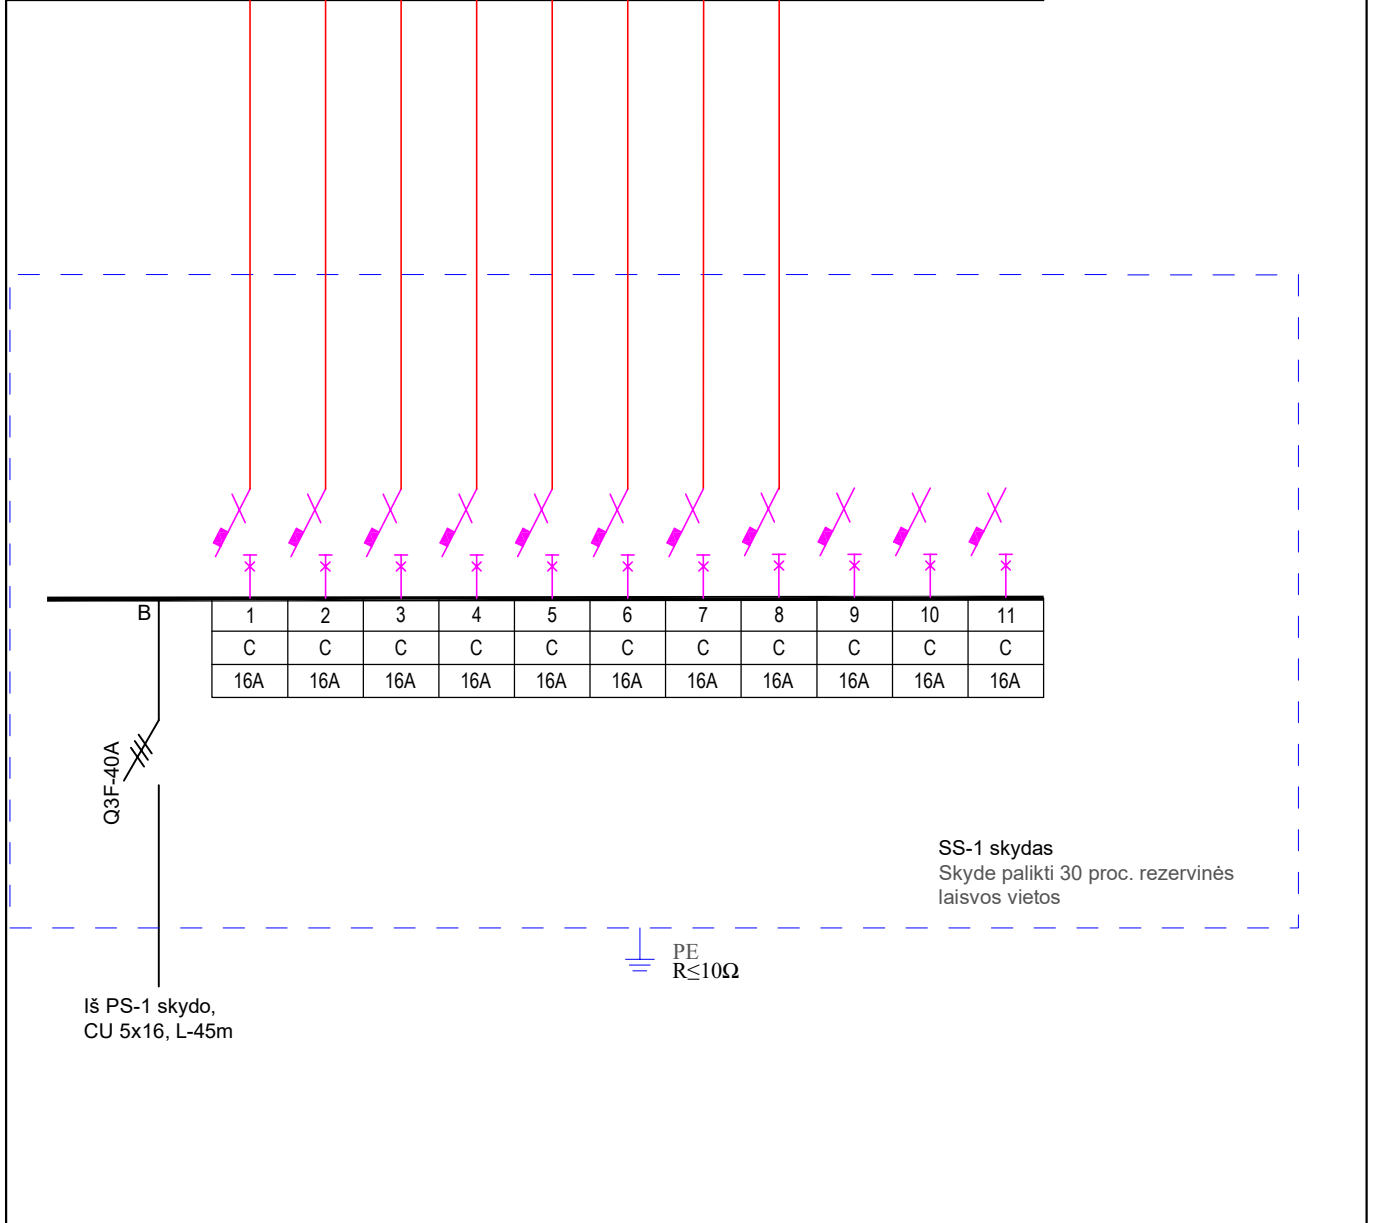 B
1 2 3 4 5 6 7 8 9 10 11
C C C C C C C C C C C
16A 16A 16A 16A 16A 16A 16A 16A 16A 16A 16A
Q3F-40A
SS-1 skydas
Skyde palikti 30 proc. rezervinės
laisvos vietos
PE
R≤10Ω
Iš PS-1 skydo,
CU 5x16, L-45m